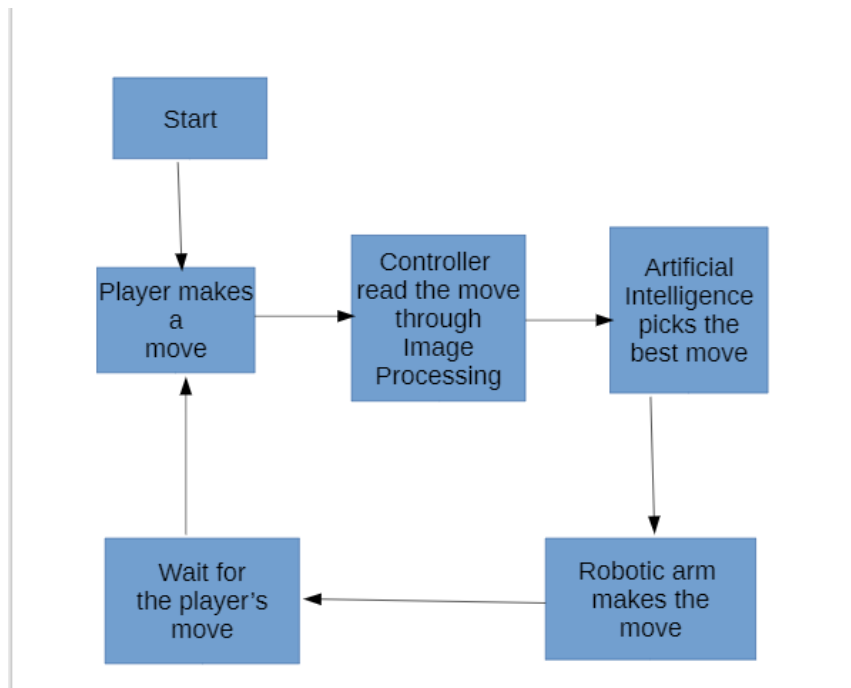 Start
Player makes
a
move
Controller
read the move
through
Image
Processing
Artificial
Intelligence
picks the
best move
Robotic arm
makes the
move
Wait for
the player’s
move